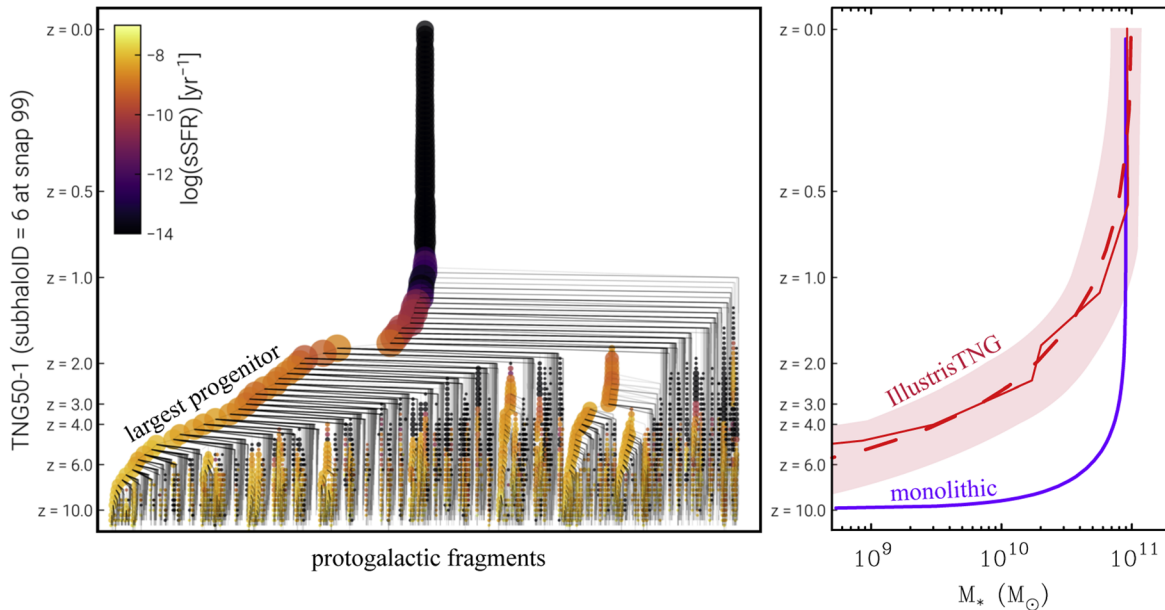 TNG50-1 (subhaloID = 6 at snap 99)
z = 0.0
z = 0.5
z = 1.0
z = 2.0
z = 3.0
z = 4.0
z = 6.0
z = 10.0
−8
−10
−12
−14
log(sSFR) [yr⁻¹]
largest progenitor
protogalactic fragments
z = 0.0
z = 0.5
z = 1.0
z = 2.0
z = 3.0
z = 4.0
z = 6.0
z = 10.0
IllustrisTNG
monolithic
10⁹
10¹⁰
10¹¹
M* (M⊙)